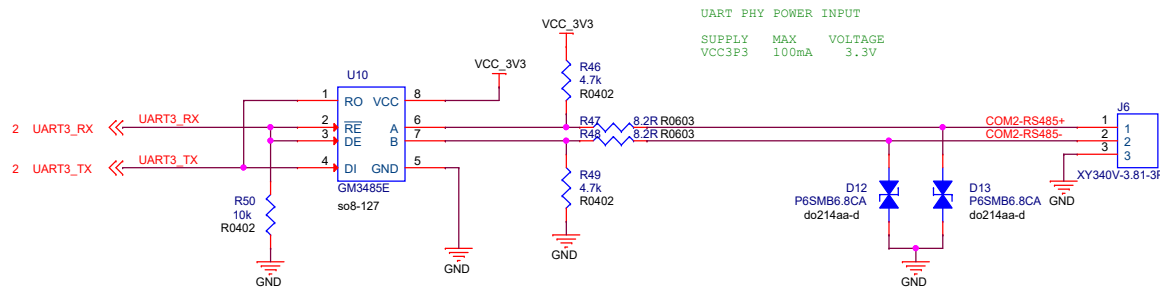 UART PHY POWER INPUT
SUPPLY MAX VOLTAGE
VCC3P3 100mA 3.3V
VCC_3V3
VCC_3V3
R46
4.7k
R0402
U10
1 RO VCC 8
2 UART3_RX UART3_RX 2 RE A 6 R47 8.2R R0603 COM2-RS485+ 1 1
3 DE B 7 R48 8.2R R0603 COM2-RS485- 2 2
3 3
J6
XY340V-3.81-3P
GND
2 UART3_TX UART3_TX 4 DI GND 5
GM3485E
so8-127
R49
4.7k
R0402
R50
10k
R0402
D12
P6SMB6.8CA
do214aa-d
D13
P6SMB6.8CA
do214aa-d
GND
GND
GND
GND